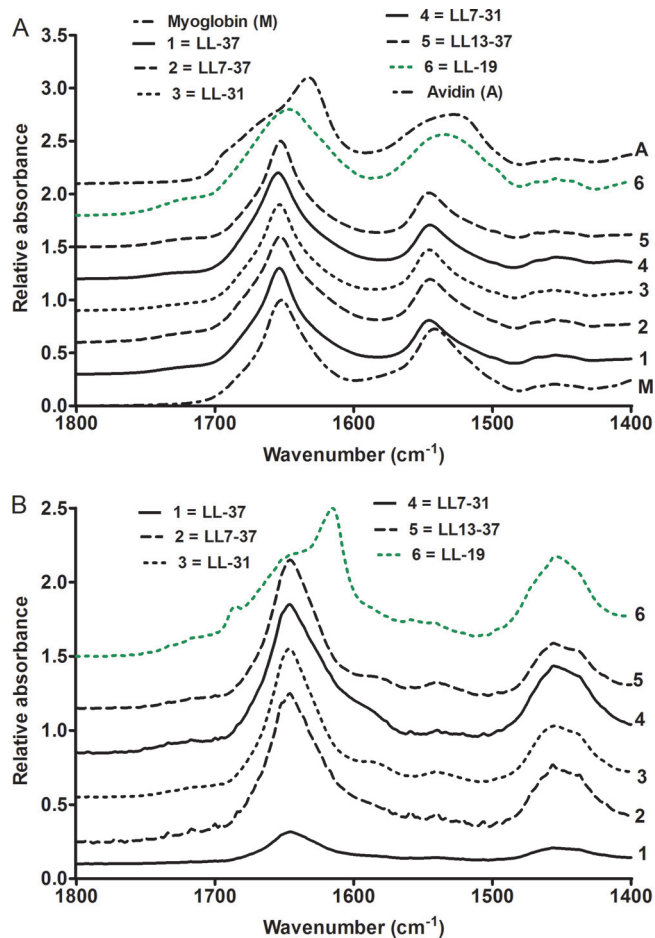 A
Myoglobin (M)
1 = LL-37
2 = LL7-37
3 = LL-31
4 = LL7-31
5 = LL13-37
6 = LL-19
Avidin (A)
Relative absorbance
3.5
3.0
2.5
2.0
1.5
1.0
0.5
0.0
A
6
5
4
3
2
1
M
1800 1700 1600 1500 1400
Wavenumber (cm-1)
B
1 = LL-37
2 = LL7-37
3 = LL-31
4 = LL7-31
5 = LL13-37
6 = LL-19
Relative absorbance
2.5
2.0
1.5
1.0
0.5
0.0
6
5
4
3
2
1
1800 1700 1600 1500 1400
Wavenumber (cm-1)